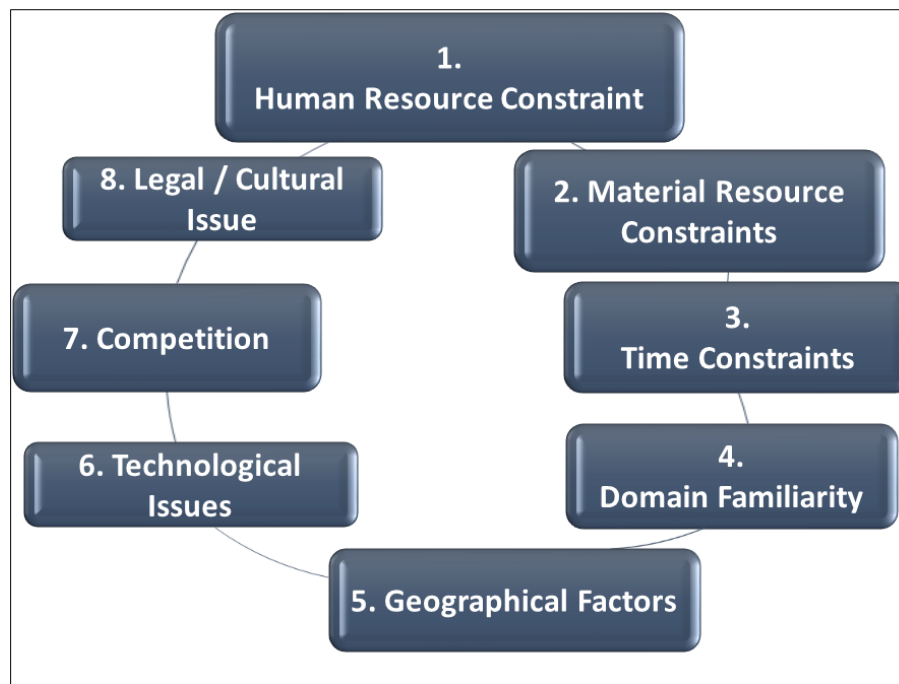 1.
Human Resource Constraint
2. Material Resource
Constraints
3.
Time Constraints
4.
Domain Familiarity
5. Geographical Factors
6. Technological
Issues
7. Competition
8. Legal / Cultural
Issue